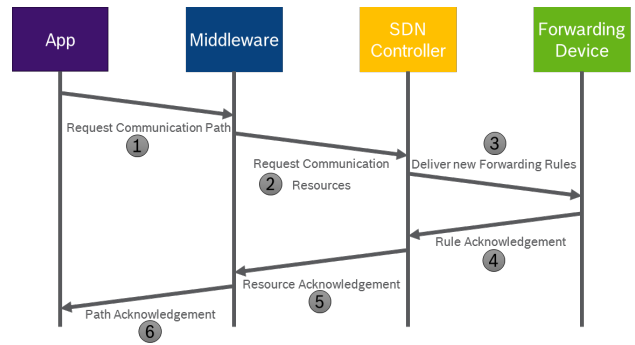 App
Middleware
SDN
Controller
Forwarding
Device
Request Communication Path
1
Request Communication
2 Resources
3
Deliver new Forwarding Rules
Rule Acknowledgement
4
Resource Acknowledgement
5
Path Acknowledgement
6